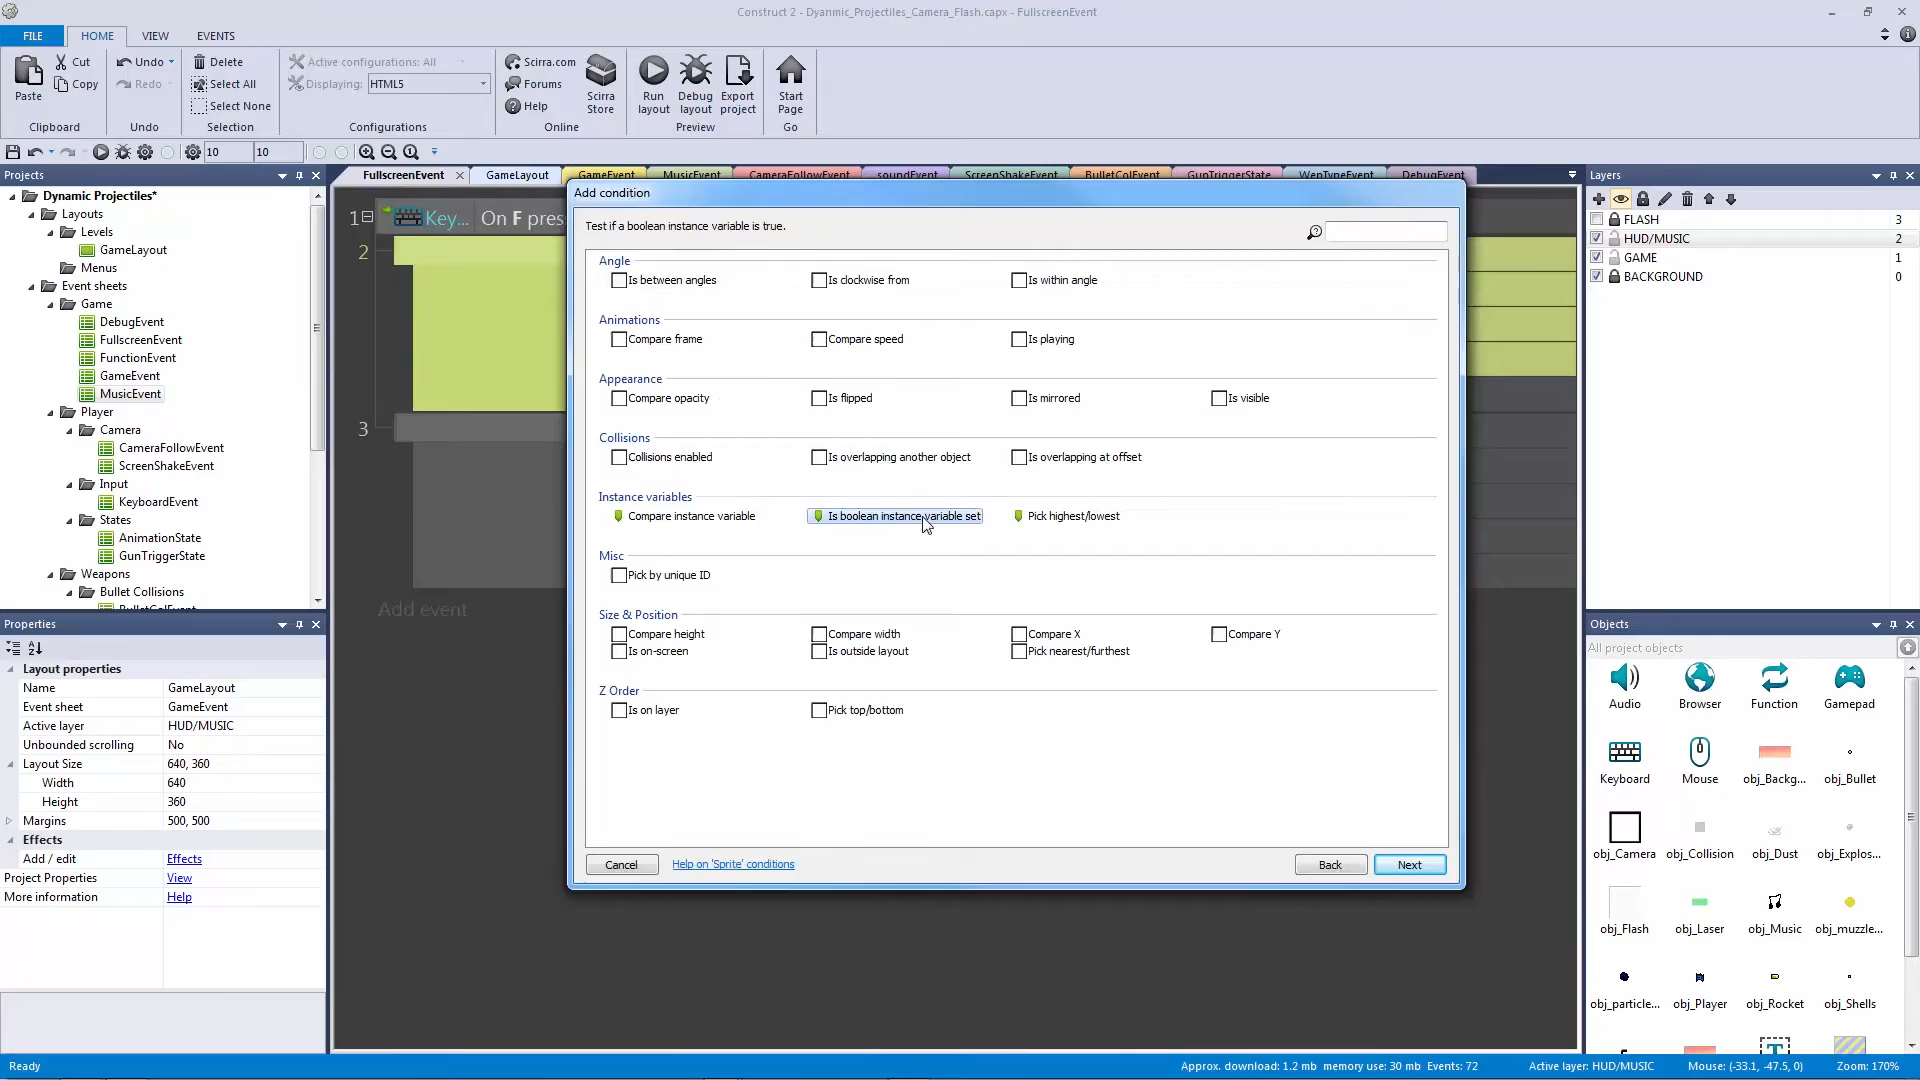 Construct 2 - Dyanmic_Projectiles_Camera_Flash.capx - FullscreenEvent
FILE HOME VIEW EVENTS
Paste
Cut
Copy
Clipboard
Undo
Redo
Undo
Delete
Select All
Select None
Selection
Active configurations: All
Displaying: HTML5
Configurations
Scirra.com
Forums
Help
Scirra Store
Online
Run layout
Debug layout
Export project
Preview
Start Page
Go
10 10
Projects
Dynamic Projectiles*
Layouts
Levels
GameLayout
Menus
Event sheets
Game
DebugEvent
FullscreenEvent
FunctionEvent
GameEvent
MusicEvent
Player
Camera
CameraFollowEvent
ScreenShakeEvent
Input
KeyboardEvent
States
AnimationState
GunTriggerState
Weapons
Bullet Collisions
BulletColEvent
Properties
Layout properties
Name GameLayout
Event sheet GameEvent
Active layer HUD/MUSIC
Unbounded scrolling No
Layout Size 640, 360
Width 640
Height 360
Margins 500, 500
Effects
Add / edit Effects
Project Properties View
More information Help
FullscreenEvent GameLayout GameEvent MusicEvent CameraFollowEvent soundEvent ScreenShakeEvent BulletColEvent GunTriggerState WepTypeEvent DebugEvent
1 Key... On F pres
2
3
Add event
Add condition
Test if a boolean instance variable is true.
Angle
Is between angles Is clockwise from Is within angle
Animations
Compare frame Compare speed Is playing
Appearance
Compare opacity Is flipped Is mirrored Is visible
Collisions
Collisions enabled Is overlapping another object Is overlapping at offset
Instance variables
Compare instance variable Is boolean instance variable set Pick highest/lowest
Misc
Pick by unique ID
Size & Position
Compare height Compare width Compare X Compare Y
Is on-screen Is outside layout Pick nearest/furthest
Z Order
Is on layer Pick top/bottom
Cancel Help on 'Sprite' conditions Back Next
Layers
FLASH 3
HUD/MUSIC 2
GAME 1
BACKGROUND 0
Objects
All project objects
Audio Browser Function Gamepad
Keyboard Mouse obj_Backg... obj_Bullet
obj_Camera obj_Collision obj_Dust obj_Explos...
obj_Flash obj_Laser obj_Music obj_muzzle...
obj_particle... obj_Player obj_Rocket obj_Shells
Ready Approx. download: 1.2 mb memory use: 30 mb Events: 72 Active layer: HUD/MUSIC Mouse: (-33.1, -47.5, 0) Zoom: 170%